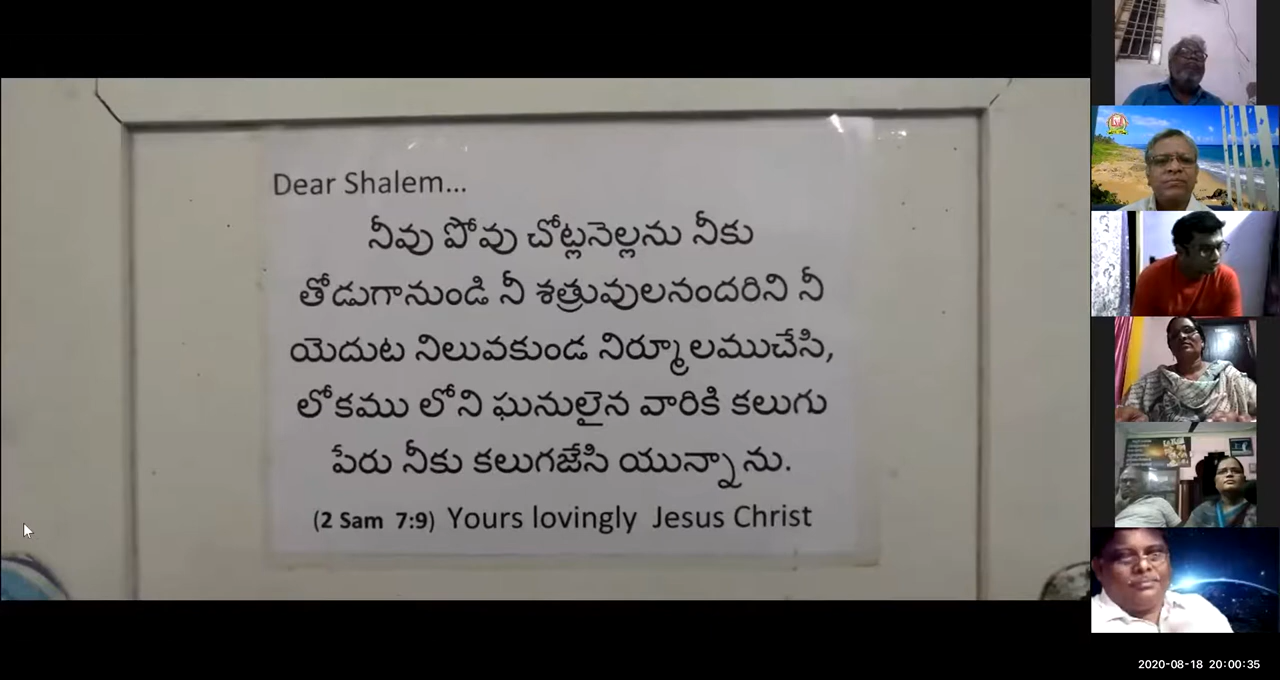 Dear Shalem...
నీవు పోవు చోట్లనెల్లను నీకు
తోడుగానుండి నీ శత్రువులనందరిని నీ
యెదుట నిలువకుండ నిర్మూలముచేసి,
లోకము లోని ఘనులైన వారికి కలుగు
పేరు నీకు కలుగజేసి యున్నాను.
(2 Sam 7:9) Yours lovingly Jesus Christ
2020-08-18 20:00:35